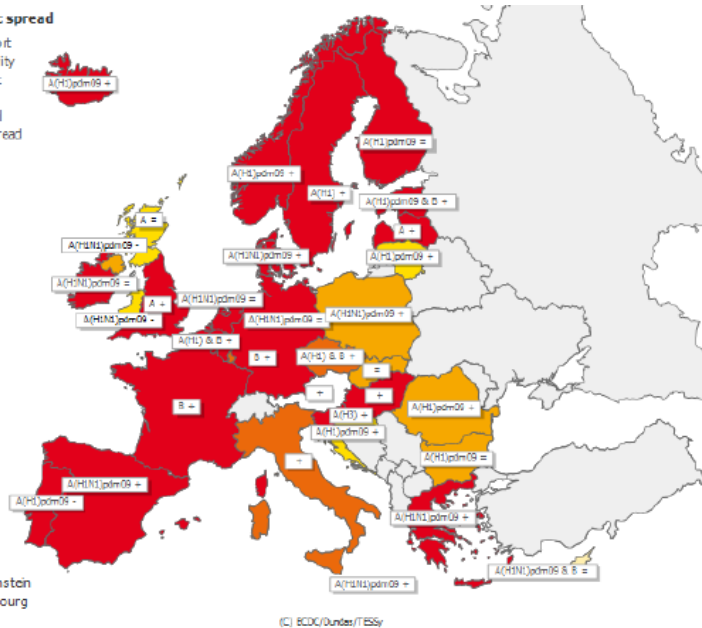 t spread
ort
ity
A(H1)pdm09 +
read
A(H1)pdm09 =
A(H1)pdm09 +
A(H1) +
A(H1)pdm09 & B +
A =
A +
A(H1N1)pdm09 -
A(H1N1)pdm09 +
A(H1)pdm09 +
A(H1N1)pdm09 =
A +
A(H1N1)pdm09 =
A(H1N1)pdm09 -
A(H1N1)pdm09 =
A(H1N1)pdm09 +
A(H1) & B +
B +
A(H1) & B +
=
+
+
B +
A(H3) +
A(H1)pdm09 +
A(H1)pdm09 +
A(H1)pdm09 =
+
A(H1N1)pdm09 +
A(H1)pdm09 -
A(H1N1)pdm09 +
A(H1N1)pdm09 & B =
A(H1N1)pdm09 +
nstein
ourg
(C) ECDC/Dundas/TESSy